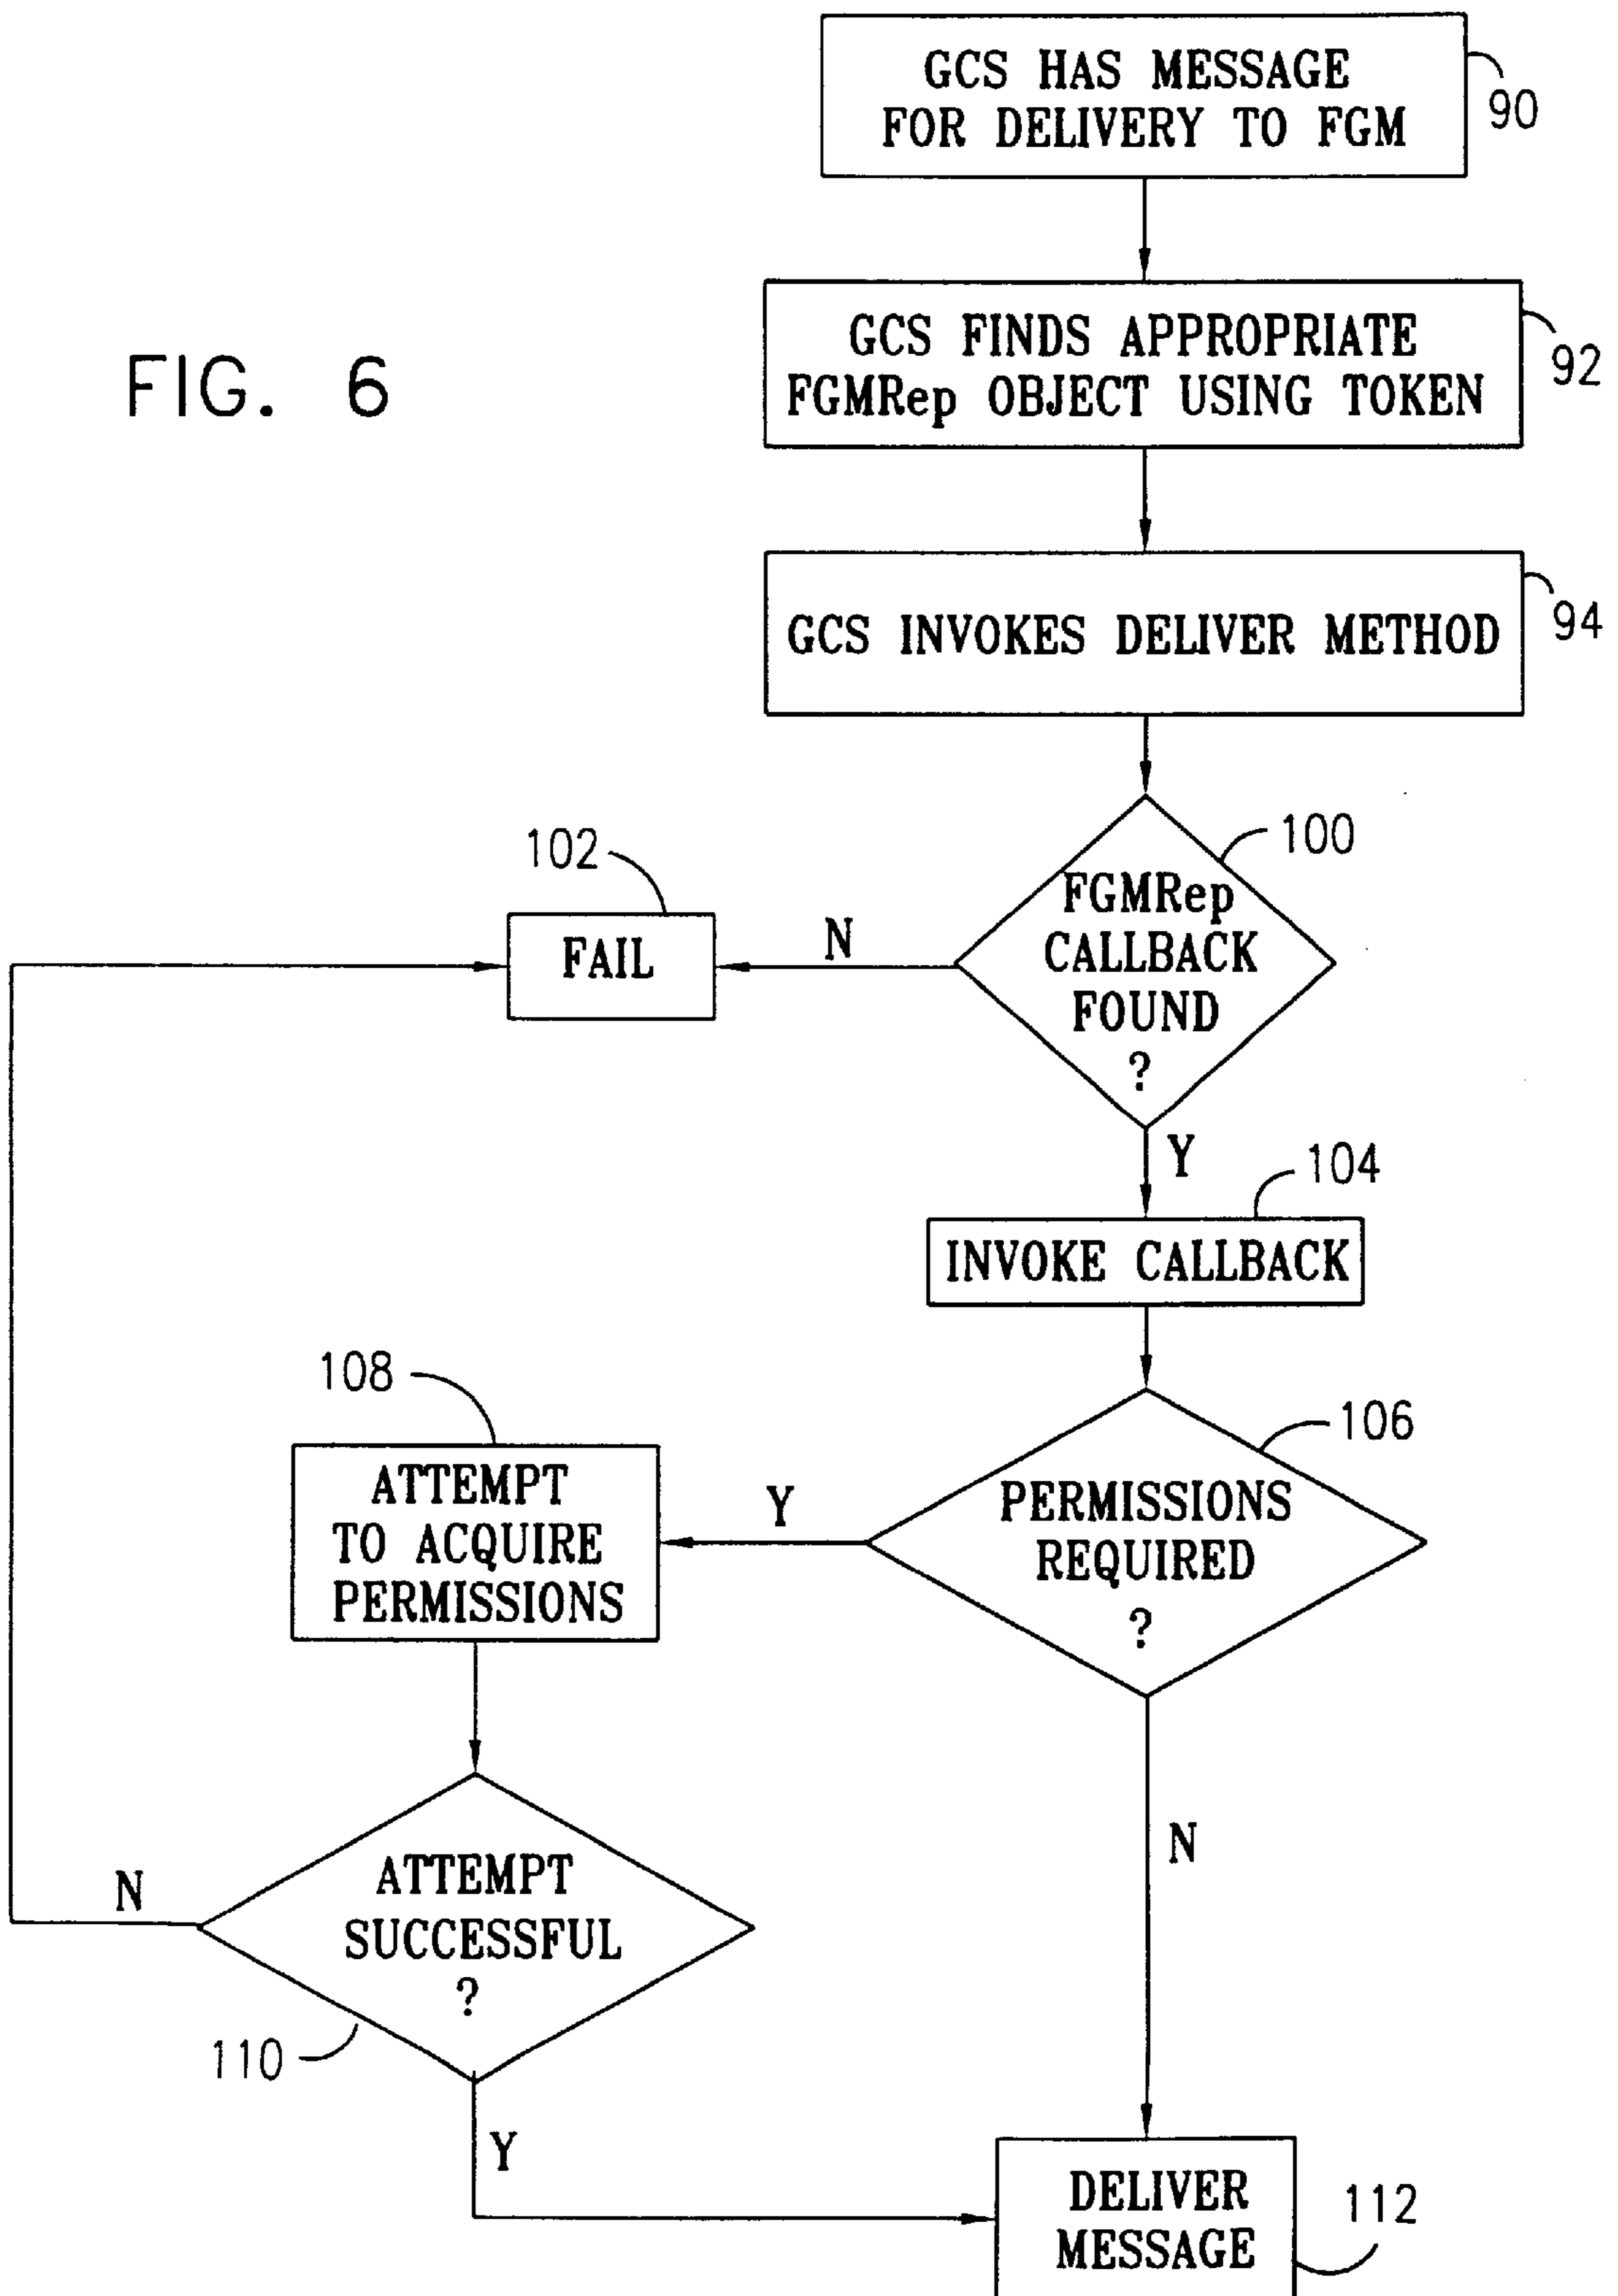 GCS HAS MESSAGE
FOR DELIVERY TO FGM
90
GCS FINDS APPROPRIATE
FGMRep OBJECT USING TOKEN
92
FIG. 6
GCS INVOKES DELIVER METHOD
94
100
FGMRep
CALLBACK
FOUND
?
102
FAIL
N
Y
104
INVOKE CALLBACK
106
PERMISSIONS
REQUIRED
?
108
ATTEMPT
TO ACQUIRE
PERMISSIONS
Y
N
ATTEMPT
SUCCESSFUL
?
N
110
Y
DELIVER
MESSAGE
112